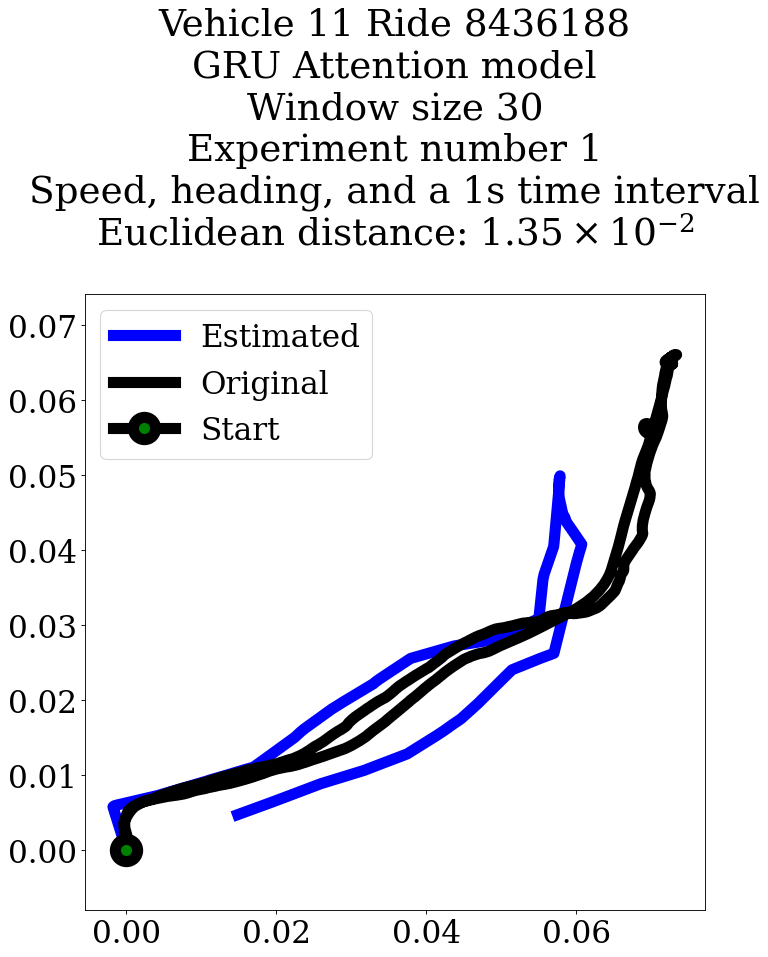 Vehicle 11 Ride 8436188
GRU Attention model
Window size 30
Experiment number 1
Speed, heading, and a 1s time interval
Euclidean distance: 1.35 × 10⁻²
Estimated
Original
Start
0.07
0.06
0.05
0.04
0.03
0.02
0.01
0.00
0.00 0.02 0.04 0.06